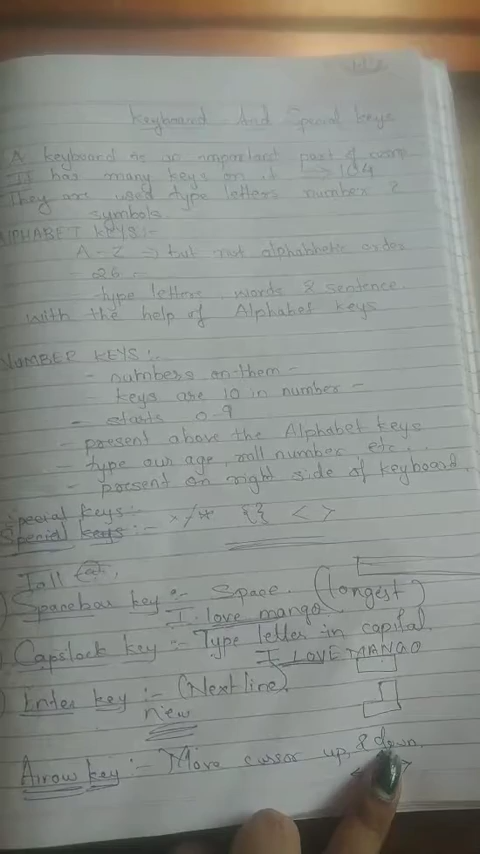 Keyboard And Special Keys
A keyboard is an important part of comp
It has many keys on it → 104
They are used type letters number &
symbols.
ALPHABET KEYS:-
A-Z → but not alphabhetic order
- 26 -
- type letters, words & sentence.
with the help of Alphabet keys
NUMBER KEYS:-
- numbers on them -
- keys are 10 in number -
- starts 0-9
- present above the Alphabet keys
- type our age, roll number etc...
- present on right side of keyboard.
Special keys:-
Special keys:- */* {} < >
Tall
Spacebar key:- Space. (longest)
I love mango
Capslock key:- Type letter in capital.
I LOVE MANGO
Enter key:- (Next line).
new
Arrow key:- Move cursor up, & down.
< >